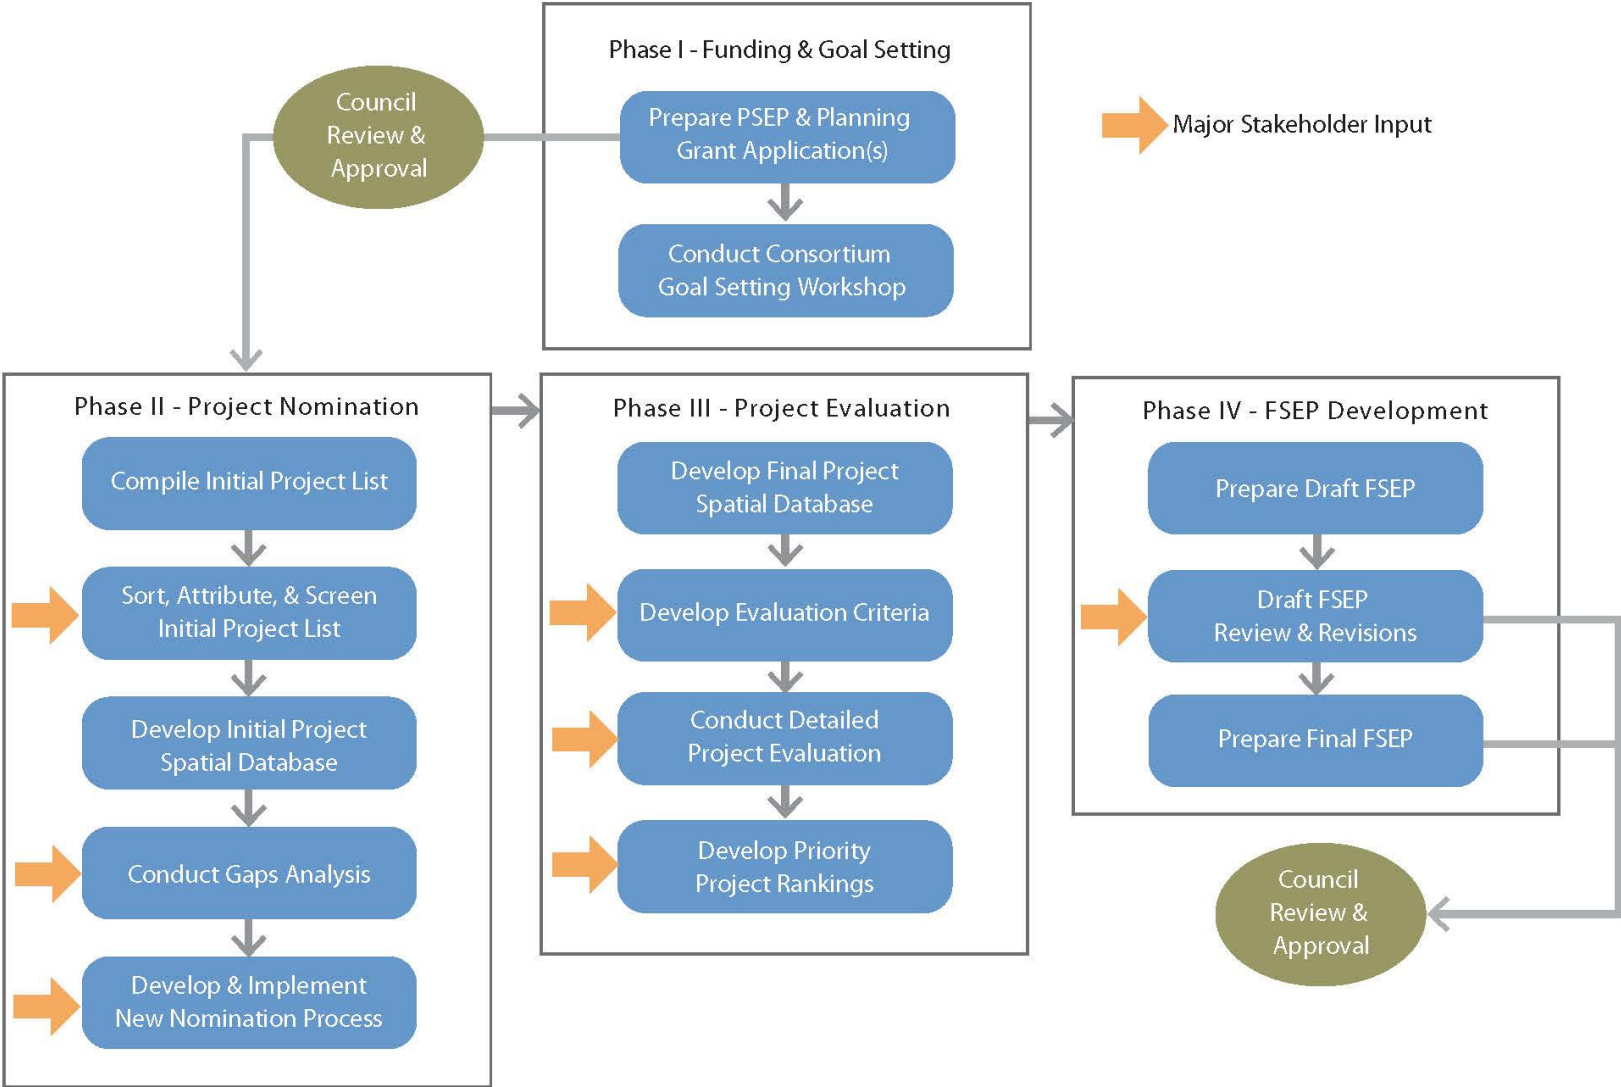 Phase I - Funding & Goal Setting
Council
Review &
Approval
Prepare PSEP & Planning
Grant Application(s)
Major Stakeholder Input
Conduct Consortium
Goal Setting Workshop
Phase II - Project Nomination
Compile Initial Project List
Sort, Attribute, & Screen
Initial Project List
Develop Initial Project
Spatial Database
Conduct Gaps Analysis
Develop & Implement
New Nomination Process
Phase III - Project Evaluation
Develop Final Project
Spatial Database
Develop Evaluation Criteria
Conduct Detailed
Project Evaluation
Develop Priority
Project Rankings
Phase IV - FSEP Development
Prepare Draft FSEP
Draft FSEP
Review & Revisions
Prepare Final FSEP
Council
Review &
Approval